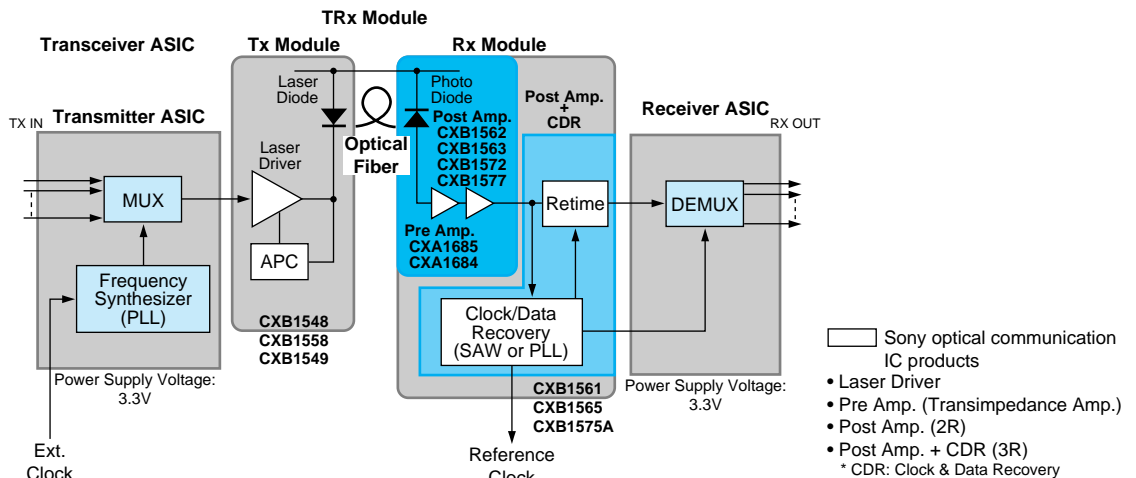 TRx Module
Transceiver ASIC
Tx Module
Rx Module
Laser
Diode
Photo
Diode
Post Amp.
+
CDR
TX IN
Transmitter ASIC
Receiver ASIC
RX OUT
Post Amp.
CXB1562
CXB1563
CXB1572
CXB1577
Optical
Fiber
Laser
Driver
MUX
Retime
DEMUX
Pre Amp.
CXA1685
CXA1684
APC
Frequency
Synthesizer
(PLL)
Clock/Data
Recovery
(SAW or PLL)
CXB1548
CXB1558
CXB1549
Power Supply Voltage:
3.3V
CXB1561
CXB1565
CXB1575A
Power Supply Voltage:
3.3V
Ext.
Clock
Reference
Clock
Sony optical communication
IC products
• Laser Driver
• Pre Amp. (Transimpedance Amp.)
• Post Amp. (2R)
• Post Amp. + CDR (3R)
* CDR: Clock & Data Recovery